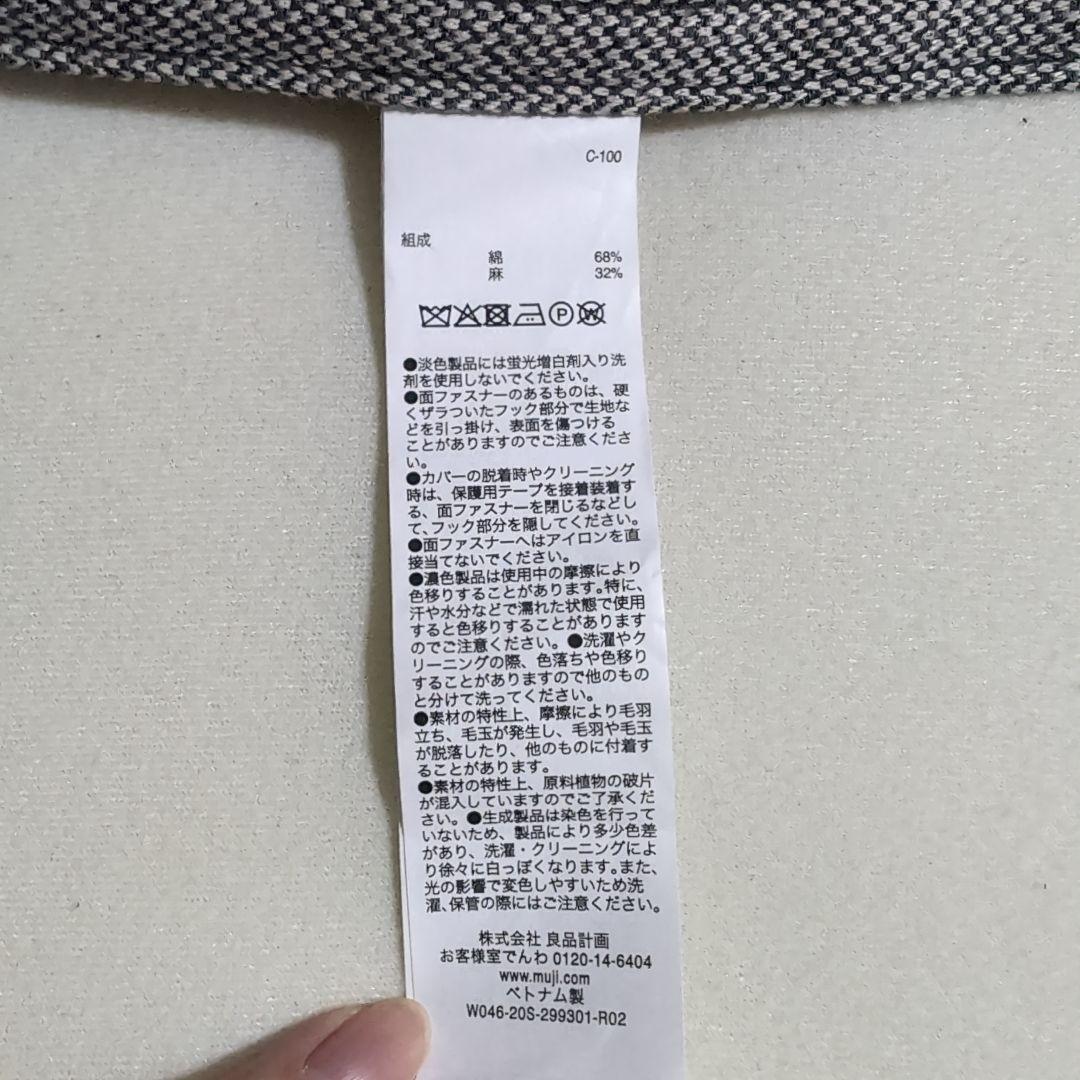 C-100
組成
綿 68%
麻 32%
P W
●淡色製品には蛍光増白剤入り洗
剤を使用しないでください。
●面ファスナーのあるものは、硬
くザラついたフック部分で生地な
どを引っ掛け、表面を傷つける
ことがありますのでご注意くださ
い。
●カバーの脱着時やクリーニング
時は、保護用テープを接着装着す
る、面ファスナーを閉じるなどし
て、フック部分を隠してください。
●面ファスナーへはアイロンを直
接当てないでください。
●濃色製品は使用中の摩擦により
色移りすることがあります。特に、
汗や水分などで濡れた状態で使用
すると色移りすることがあります
のでご注意ください。●洗濯やク
リーニングの際、色落ちや色移り
することがありますので他のもの
と分けて洗ってください。
●素材の特性上、摩擦により毛羽
立ち、毛玉が発生し、毛羽や毛玉
が脱落したり、他のものに付着す
ることがあります。
●素材の特性上、原料植物の破片
が混入していますのでご了承くだ
さい。●生成製品は染色を行って
いないため、製品により多少色差
があり、洗濯・クリーニングによ
り徐々に白っぽくなります。また、
光の影響で変色しやすいため洗
濯、保管の際にはご注意ください。
株式会社 良品計画
お客様室でんわ 0120-14-6404
www.muji.com
ベトナム製
W046-20S-299301-R02